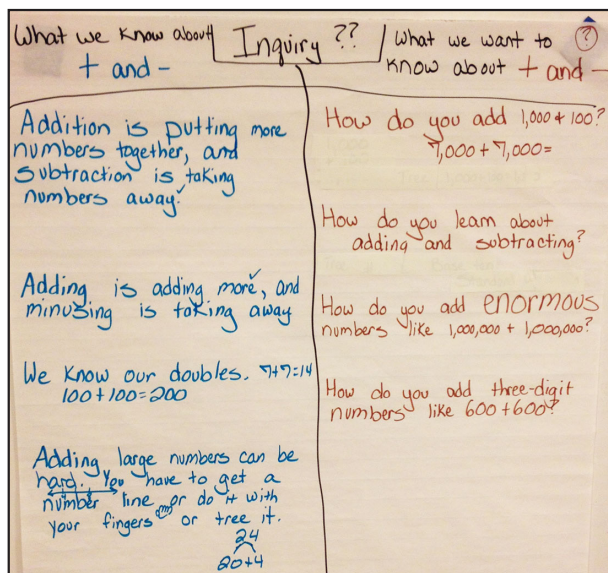 What we know about
+ and -
Inquiry ??
What we want to
know about + and -
?
Addition is putting more
numbers together, and
subtraction is taking
numbers away.
Adding is adding more, and
minusing is taking away
We know our doubles. 7+7=14
100+100=200
Adding large numbers can be
hard. You have to get a
number line or do it with
your fingers or tree it.
24
20+4
How do you add 1,000 + 100?
7,000+7,000=
How do you learn about
adding and subtracting?
How do you add enormous
numbers like 1,000,000 + 1,000,000?
How do you add three-digit
numbers like 600+600?